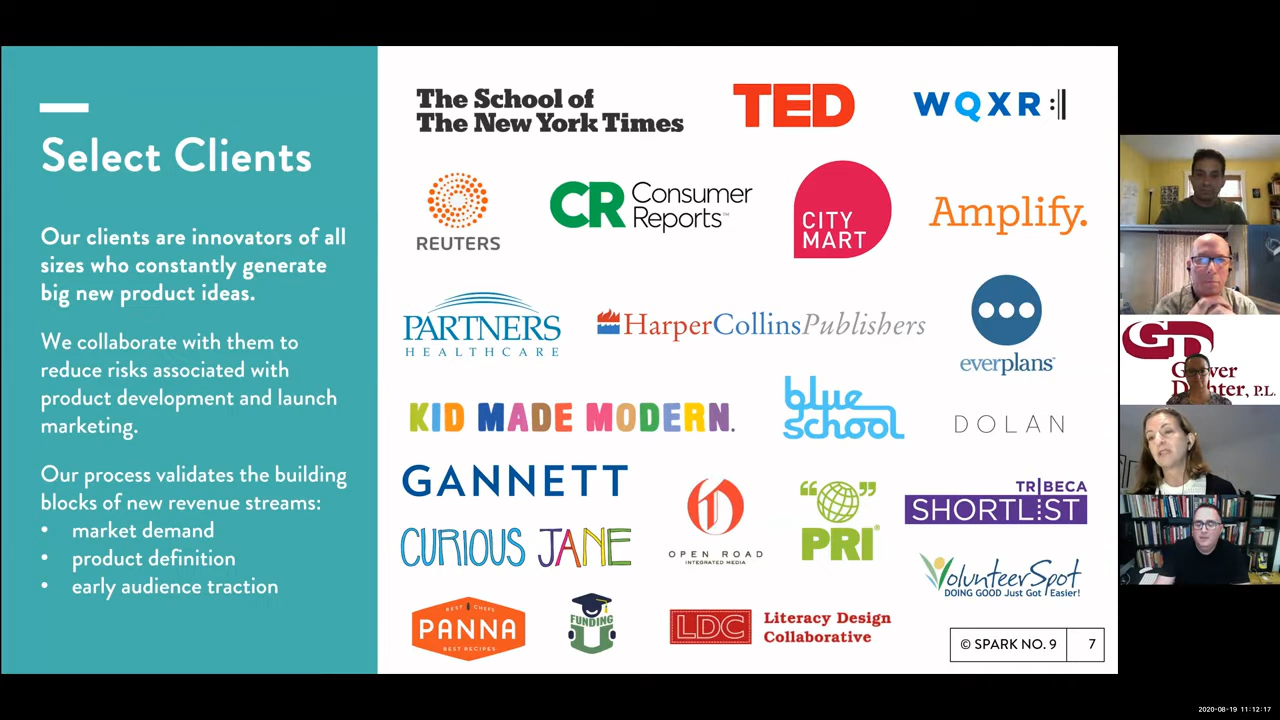 Select Clients
Our clients are innovators of all
sizes who constantly generate
big new product ideas.
We collaborate with them to
reduce risks associated with
product development and launch
marketing.
Our process validates the building
blocks of new revenue streams:
• market demand
• product definition
• early audience traction
The School of
The New York Times
TED
WQXR
REUTERS
CR Consumer
Reports™
CITY
MART
Amplify.
PARTNERS
HEALTHCARE
HarperCollinsPublishers
everplans™
KID MADE MODERN.
blue
school
DOLAN
GANNETT
CURIOUS JANE
OPEN ROAD
INTEGRATED MEDIA
“ ”
PRI®
TRIBECA
SHORTLIST
VolunteerSpot
DOING GOOD Just Got Easier!
BEST CHEFS
PANNA
BEST RECIPES
FUNDING
LDC
Literacy Design
Collaborative
© SPARK NO. 9
7
GD
, P.L.
2020-08-19 11:12:17